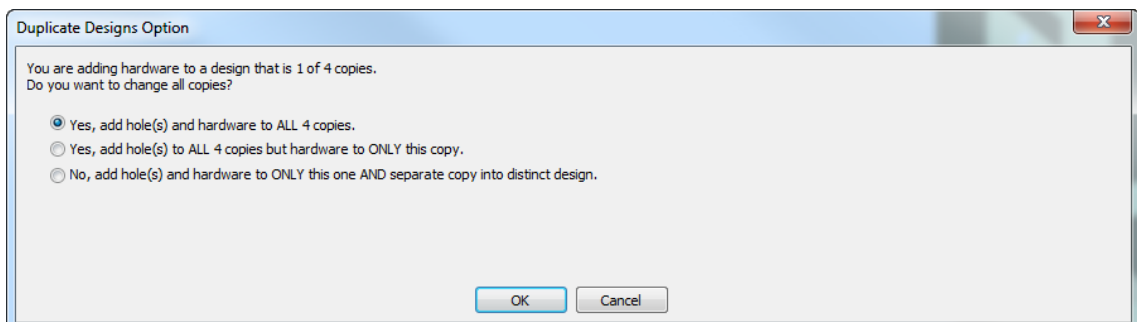 Duplicate Designs Option
You are adding hardware to a design that is 1 of 4 copies.
Do you want to change all copies?
Yes, add hole(s) and hardware to ALL 4 copies.
Yes, add hole(s) to ALL 4 copies but hardware to ONLY this copy.
No, add hole(s) and hardware to ONLY this one AND separate copy into distinct design.
OK Cancel